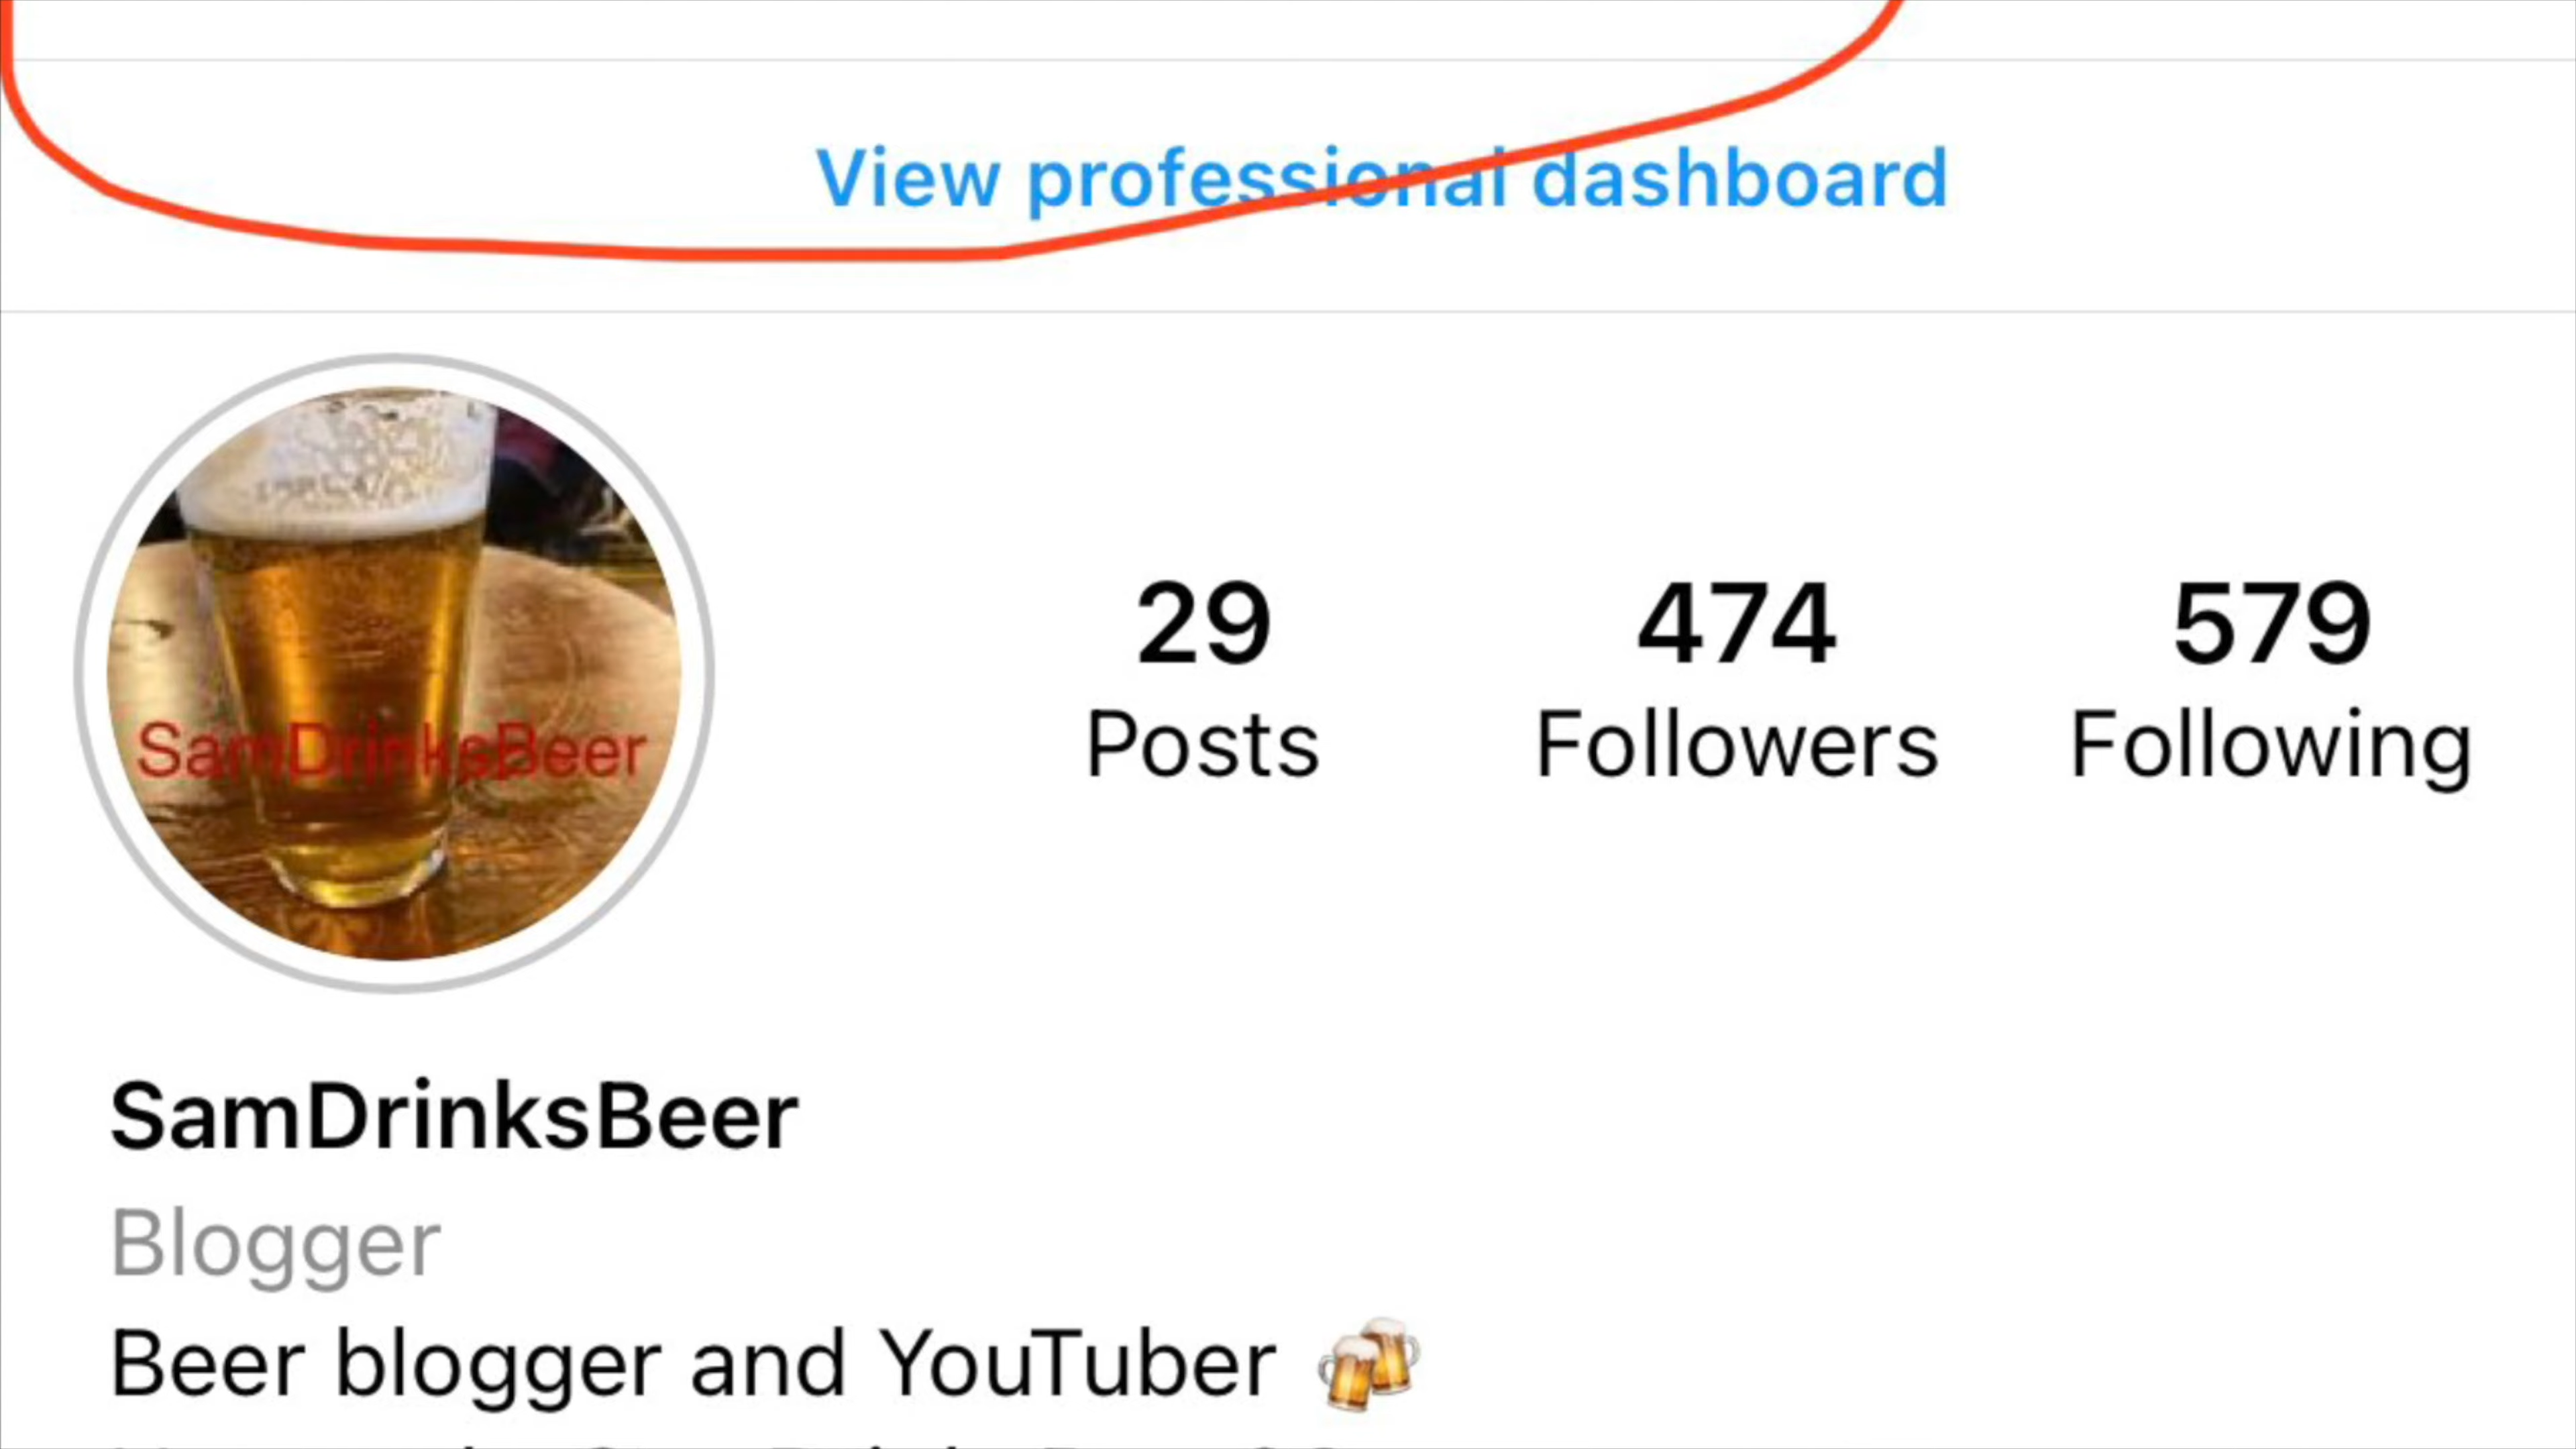 View professional dashboard
SamDrinksBeer
29
474
579
Posts
Followers
Following
SamDrinksBeer
Blogger
Beer blogger and YouTuber 🍻